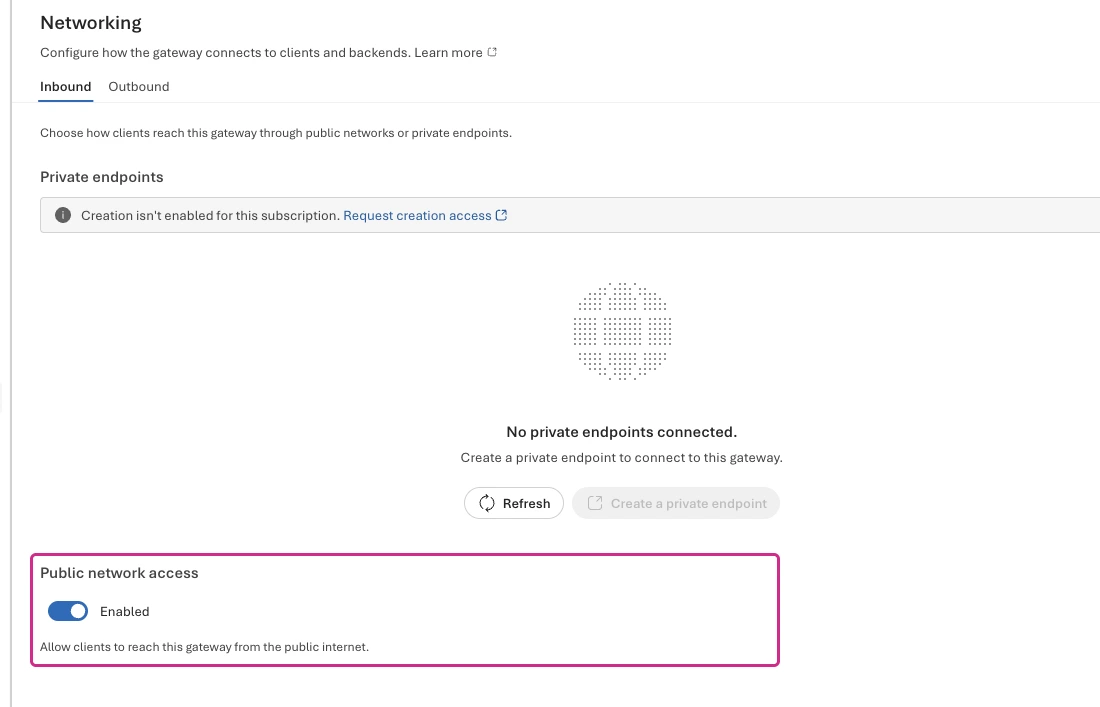 Networking
Configure how the gateway connects to clients and backends. Learn more
Inbound Outbound
Choose how clients reach this gateway through public networks or private endpoints.
Private endpoints
Creation isn't enabled for this subscription. Request creation access
No private endpoints connected.
Create a private endpoint to connect to this gateway.
Refresh Create a private endpoint
Public network access
Enabled
Allow clients to reach this gateway from the public internet.